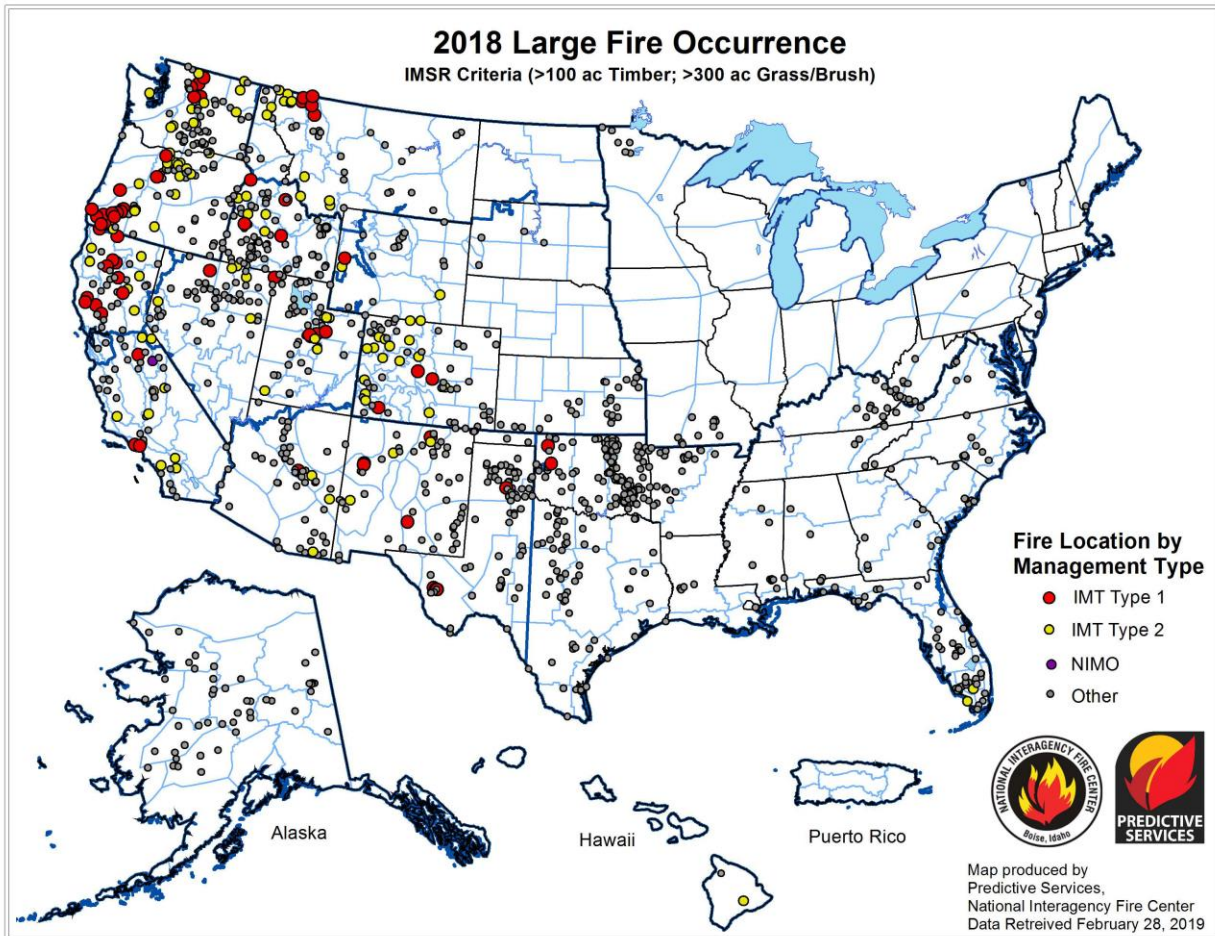 2018 Large Fire Occurrence
IMSR Criteria (>100 ac Timber; >300 ac Grass/Brush)
Fire Location by
Management Type
IMT Type 1
IMT Type 2
NIMO
Other
Alaska
Hawaii
Puerto Rico
NATIONAL INTERAGENCY FIRE CENTER
Boise, Idaho
PREDICTIVE
SERVICES
Map produced by
Predictive Services,
National Interagency Fire Center
Data Retreived February 28, 2019